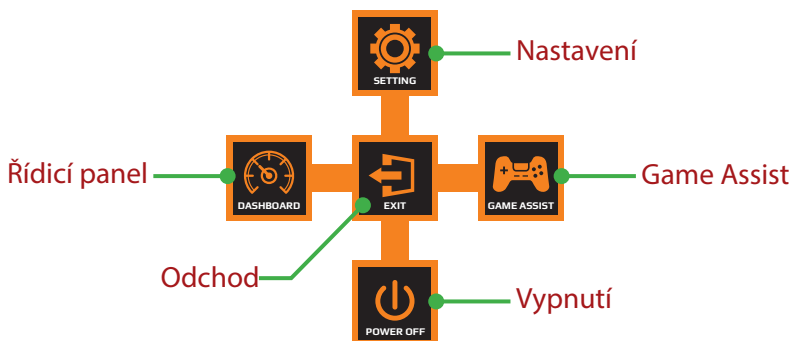 Nastavení
SETTING
Řídicí panel
DASHBOARD
EXIT
GAME ASSIST
Game Assist
Odchod
Vypnutí
POWER OFF